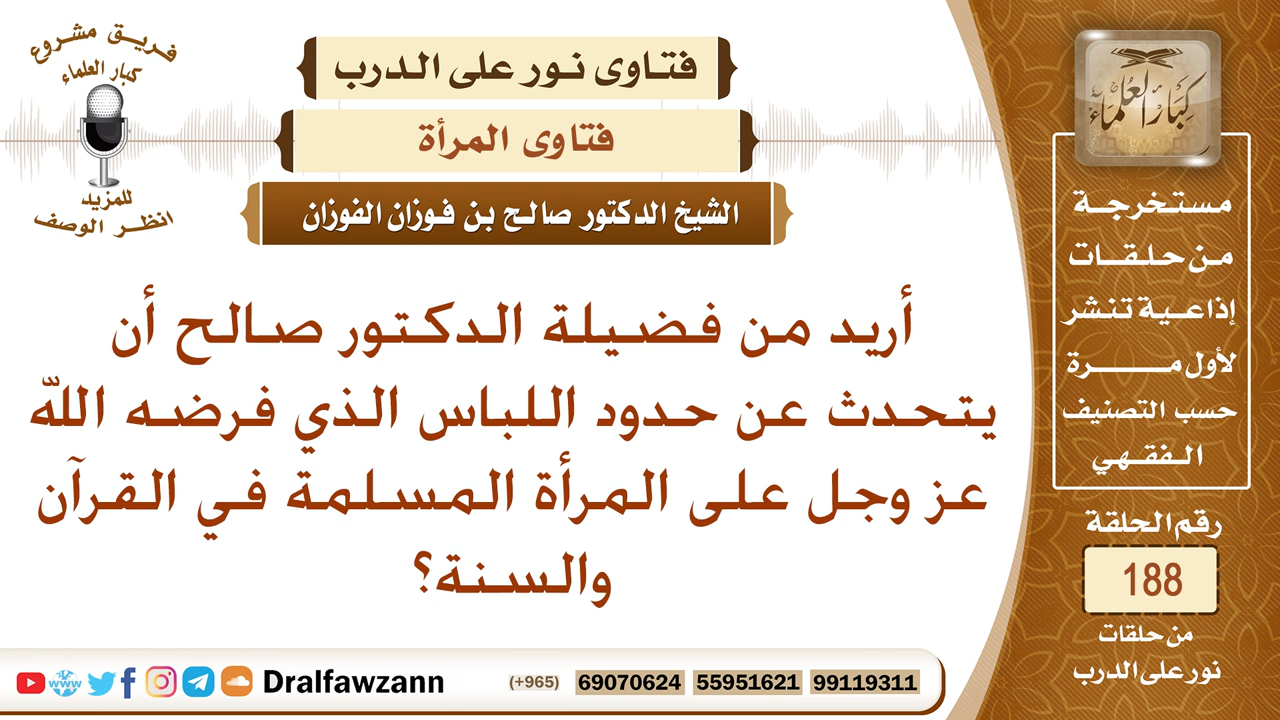 فريق مشروع
كبار العلماء
للمزيد
انظر الوصف
فتاوى نور على الدرب
فتاوى المرأة
الشيخ الدكتور صالح بن فوزان الفوزان
أريد من فضيلة الدكتور صالح أن
يتحدث عن حدود اللباس الذي فرضه الله
عز وجل على المرأة المسلمة في القرآن
والسنة؟
كبار العلماء
مستخرجة
من حلقات
إذاعية تنشر
لأول مرة
حسب التصنيف
الفقهي
رقم الحلقة
188
من حلقات
نور على الدرب
www Dralfawzann (+965) 69070624 55951621 99119311